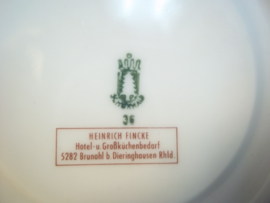 36
HEINRICH FINCKE
Hotel-u. Großküchenbedarf
5282 Brunohl b. Dieringhausen Rhld.